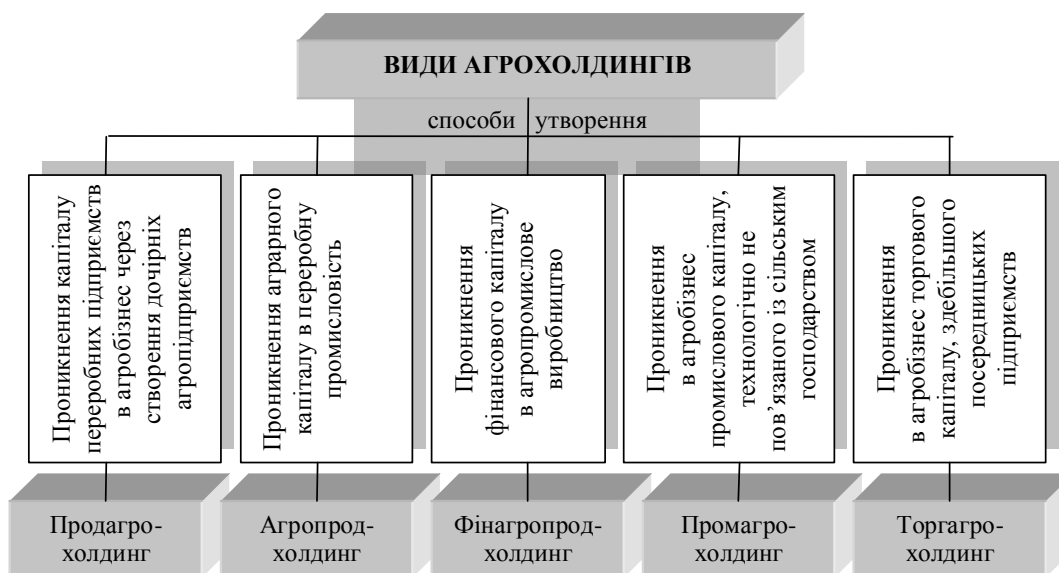 ВИДИ АГРОХОЛДИНГІВ
способи утворення
Проникнення капіталу
переробних підприємств
в агробізнес через
створення дочірніх
агропідприємств
Проникнення аграрного
капіталу в переробну
промисловість
Проникнення
фінансового капіталу
в агропромислове
виробництво
Проникнення
в агробізнес
промислового капіталу,
технологічно не
пов’язаного із сільським
господарством
Проникнення
в агробізнес торгового
капіталу, здебільшого
посередницьких
підприємств
Продагро-
холдинг
Агропрод-
холдинг
Фінагропрод-
холдинг
Промагро-
холдинг
Торгагро-
холдинг